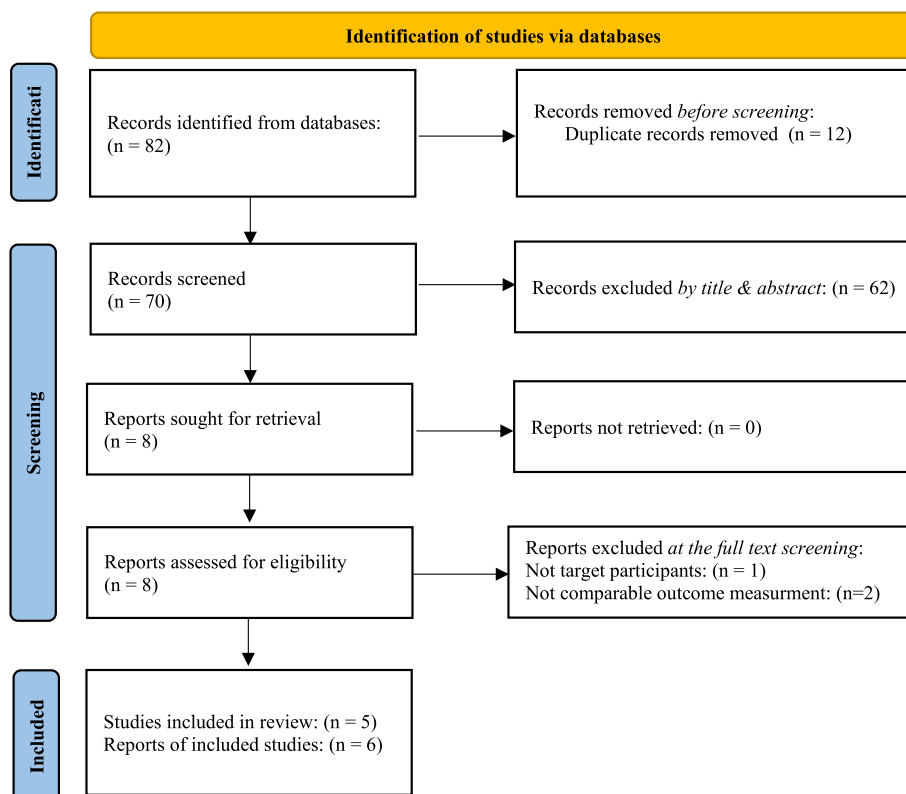 Identification of studies via databases
Identificati
Records identified from databases:
(n = 82)
Records removed before screening:
Duplicate records removed (n = 12)
Screening
Records screened
(n = 70)
Records excluded by title & abstract: (n = 62)
Reports sought for retrieval
(n = 8)
Reports not retrieved: (n = 0)
Reports assessed for eligibility
(n = 8)
Reports excluded at the full text screening:
Not target participants: (n = 1)
Not comparable outcome measurment: (n=2)
Included
Studies included in review: (n = 5)
Reports of included studies: (n = 6)